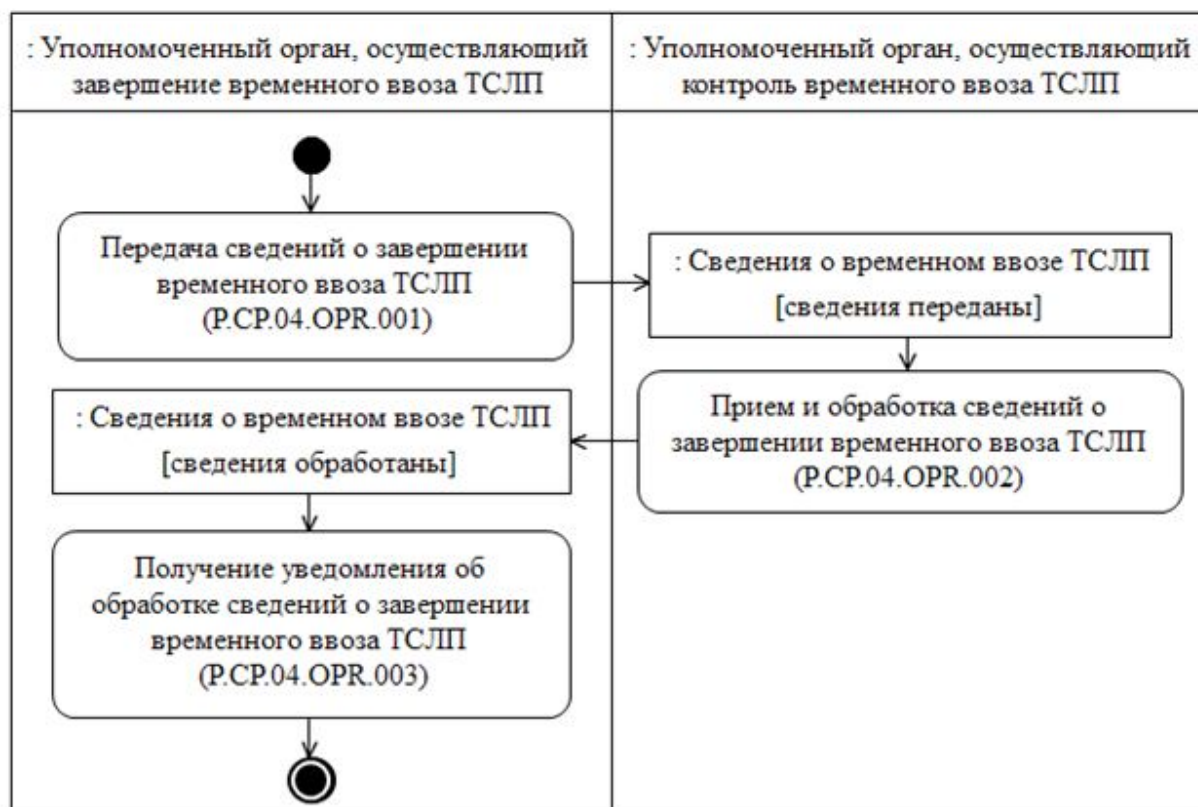 : Уполномоченный орган, осуществляющий
завершение временного ввоза ТСЛП
: Уполномоченный орган, осуществляющий
контроль временного ввоза ТСЛП
Передача сведений о завершении
временного ввоза ТСЛП
(P.CP.04.OPR.001)
: Сведения о временном ввозе ТСЛП
[сведения переданы]
Прием и обработка сведений о
завершении временного ввоза ТСЛП
(P.CP.04.OPR.002)
: Сведения о временном ввозе ТСЛП
[сведения обработаны]
Получение уведомления об
обработке сведений о завершении
временного ввоза ТСЛП
(P.CP.04.OPR.003)